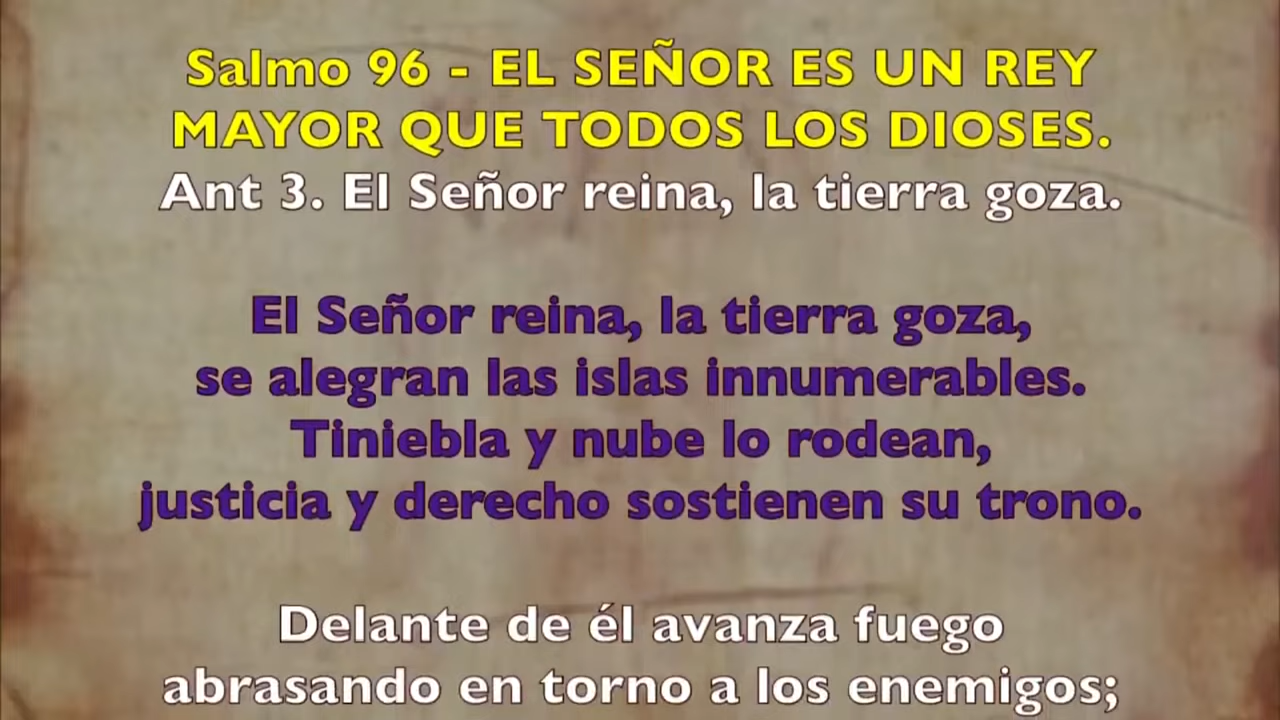 Salmo 96 - EL SEÑOR ES UN REY
MAYOR QUE TODOS LOS DIOSES.
Ant 3. El Señor reina, la tierra goza.
El Señor reina, la tierra goza,
se alegran las islas innumerables.
Tiniebla y nube lo rodean,
justicia y derecho sostienen su trono.
Delante de él avanza fuego
abrasando en torno a los enemigos;